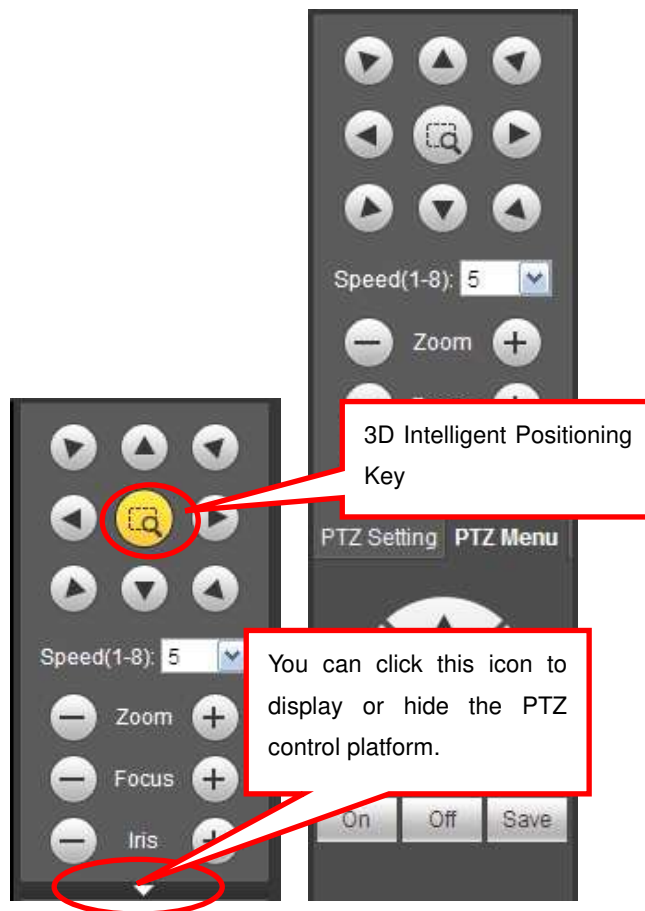 Speed(1-8): 5
Zoom
3D Intelligent Positioning
Key
PTZ Setting PTZ Menu
Speed(1-8): 5
Zoom
Focus
Iris
You can click this icon to
display or hide the PTZ
control platform.
On Off Save